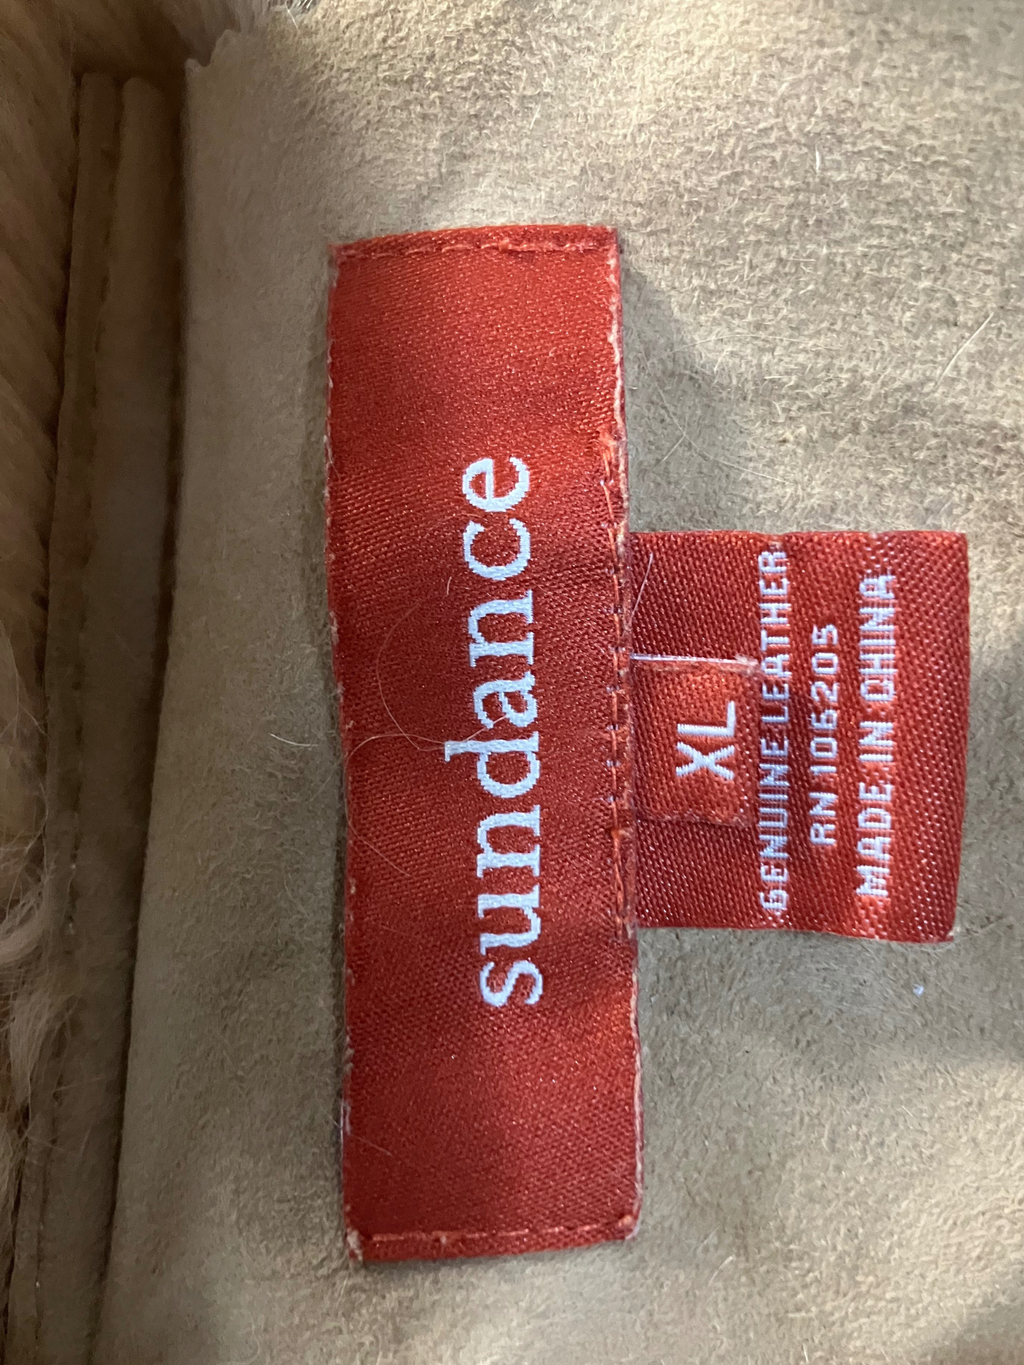 sundance
XL
GENUINE LEATHER
RN 106205
MADE IN CHINA